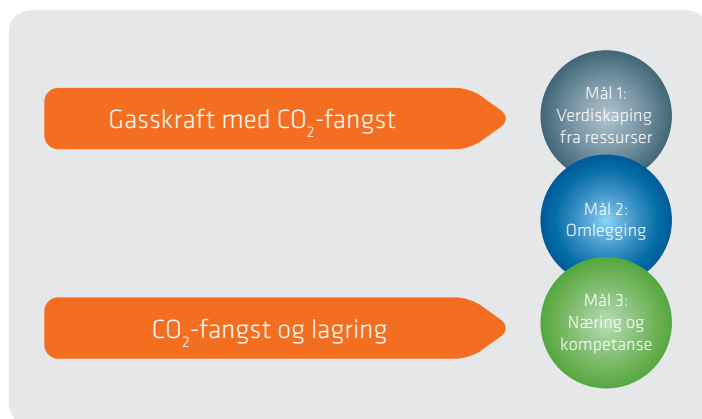 Gasskraft med CO₂-fangst
Mål 1:
Verdiskaping
fra ressurser
Mål 2:
Omlegging
CO₂-fangst og lagring
Mål 3:
Næring og
kompetanse